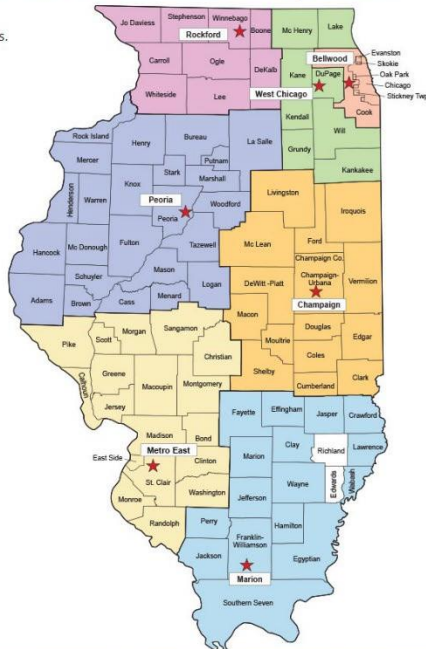 s.
Jo Daviess
Stephenson
Winnebago
Boone
Mc Henry
Lake
Rockford
Carroll
Ogle
DeKalb
Whiteside
Lee
Kane
DuPage
West Chicago
Bellwood
Evanston
Skokie
Oak Park
Chicago
Stickney Twp
Cook
Kendall
Will
Grundy
Kankakee
Rock Island
Henry
Bureau
La Salle
Mercer
Putnam
Stark
Marshall
Knox
Henderson
Warren
Peoria
Peoria
Woodford
Livingston
Iroquois
Hancock
Mc Donough
Fulton
Tazewell
Mc Lean
Ford
Schuyler
Mason
Logan
Champaign Co.
Champaign-
Urbana
Vermilion
DeWitt -Platt
Champaign
Adams
Brown
Cass
Menard
Macon
Douglas
Edgar
Moultrie
Coles
Shelby
Cumberland
Clark
Pike
Scott
Morgan
Sangamon
Christian
Greene
Calhoun
Macoupin
Montgomery
Jersey
Fayette
Effingham
Jasper
Crawford
Madison
Bond
Clay
Richland
Lawrence
Metro East
East Side
Clinton
Marion
St. Clair
Wayne
Edwards
Wabash
Washington
Jefferson
Monroe
Randolph
Perry
Hamilton
Franklin-
Williamson
Jackson
Egyptian
Marion
Southern Seven